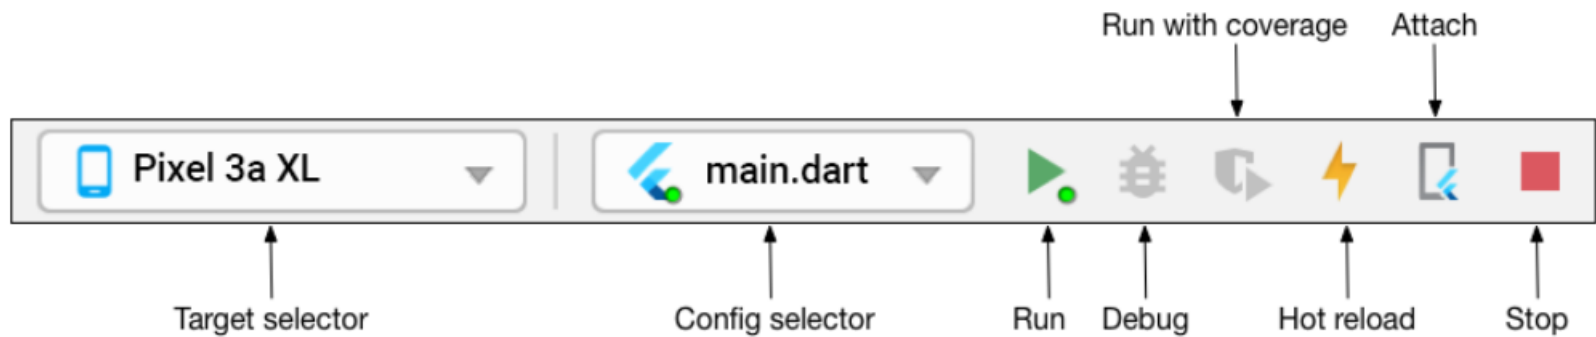 Run with coverage Attach
Pixel 3a XL main.dart
Target selector Config selector Run Debug Hot reload Stop